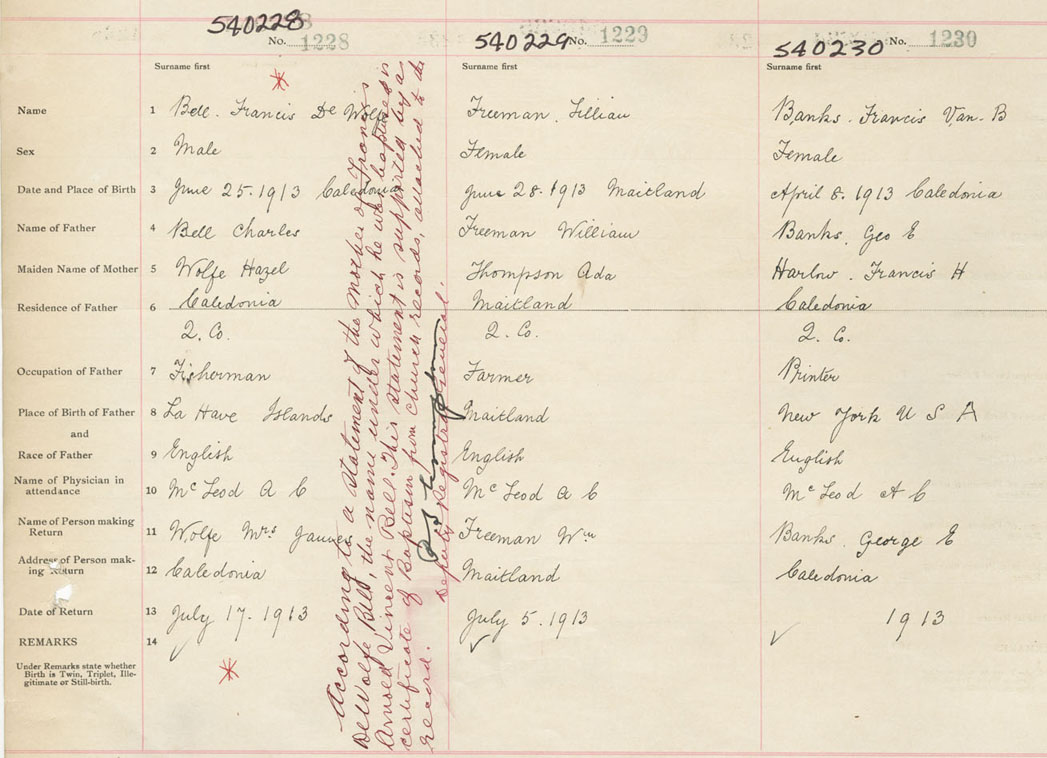 540228 540229 540230
No. 1228 No. 1229 No. 1230
Surname first Surname first Surname first
*
Name 1 Bell. Francis De Wolfe Freeman, Lillian Banks. Francis Van. B
Sex 2 Male Female Female
Date and Place of Birth 3 June 25. 1913 Caledonia June 28. 1913 Maitland April 8. 1913 Caledonia
Name of Father 4 Bell Charles Freeman William Banks, Geo E
Maiden Name of Mother 5 Wolfe Hazel Thompson Ada Harlow. Francis H
Residence of Father 6 Caledonia Maitland Caledonia
Q. Co. Q. Co. Q. Co.
Occupation of Father 7 Fisherman Farmer Printer
Place of Birth of Father 8 La Have Islands Maitland New York U S A
and
Race of Father 9 English English English
Name of Physician in
attendance 10 McLeod A C McLeod A C McLeod A C
Name of Person making
Return 11 Wolfe Mrs Freeman Wm Banks, George E
Address of Person mak-
ing Return 12 Caledonia Maitland Caledonia
Date of Return 13 July 17. 1913 July 5. 1913 1913
REMARKS 14
Under Remarks state whether
Birth is Twin, Triplet, Ille-
gitimate or Still-birth.
*
According to a statement of the mother of Francis
DeWolfe Bell, the name under which he was baptized is
Arnold Vincent Bell. This statement is supported by a
certificate of Baptism from church records, attached to the
record.
Deputy Registrar General.